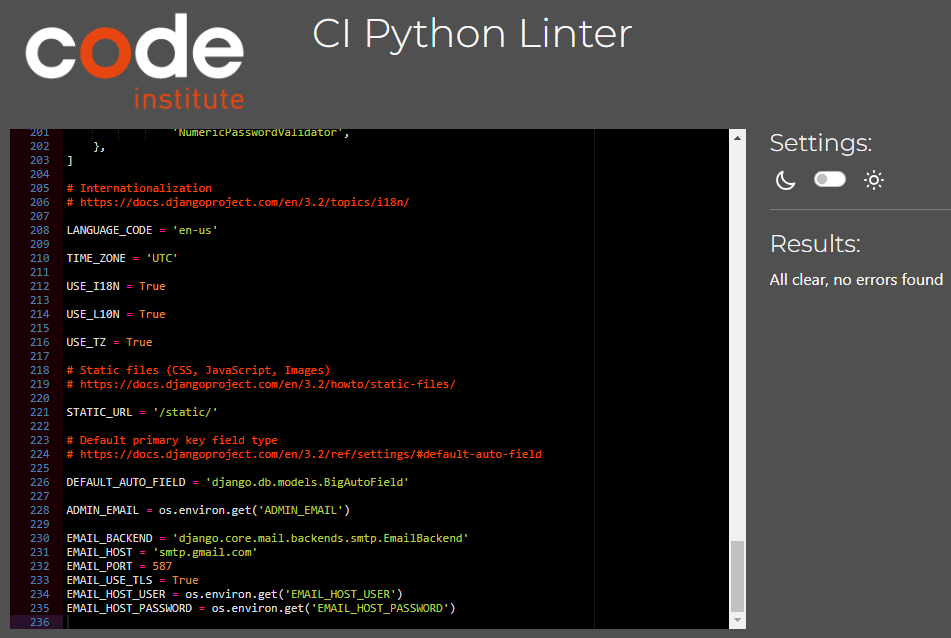 code
institute
CI Python Linter
201 'NumericPasswordValidator',
202 },
203 ]
204
205 # Internationalization
206 # https://docs.djangoproject.com/en/3.2/topics/i18n/
207
208 LANGUAGE_CODE = 'en-us'
209
210 TIME_ZONE = 'UTC'
211
212 USE_I18N = True
213
214 USE_L10N = True
215
216 USE_TZ = True
217
218 # Static files (CSS, JavaScript, Images)
219 # https://docs.djangoproject.com/en/3.2/howto/static-files/
220
221 STATIC_URL = '/static/'
222
223 # Default primary key field type
224 # https://docs.djangoproject.com/en/3.2/ref/settings/#default-auto-field
225
226 DEFAULT_AUTO_FIELD = 'django.db.models.BigAutoField'
227
228 ADMIN_EMAIL = os.environ.get('ADMIN_EMAIL')
229
230 EMAIL_BACKEND = 'django.core.mail.backends.smtp.EmailBackend'
231 EMAIL_HOST = 'smtp.gmail.com'
232 EMAIL_PORT = 587
233 EMAIL_USE_TLS = True
234 EMAIL_HOST_USER = os.environ.get('EMAIL_HOST_USER')
235 EMAIL_HOST_PASSWORD = os.environ.get('EMAIL_HOST_PASSWORD')
236
Settings:
Results:
All clear, no errors found